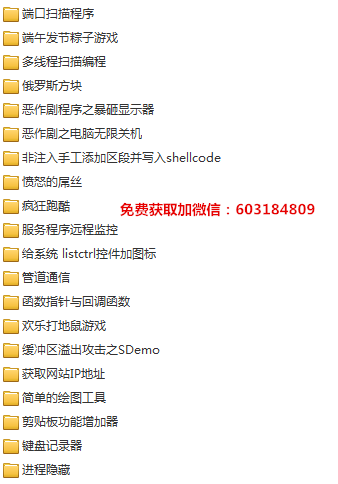 端口扫描程序
端午发节粽子游戏
多线程扫描编程
俄罗斯方块
恶作剧程序之暴砸显示器
恶作剧之电脑无限关机
非注入手工添加区段并写入shellcode
愤怒的屌丝
疯狂跑酷
免费获取加微信：603184809
服务程序远程监控
给系统 listctrl控件加图标
管道通信
函数指针与回调函数
欢乐打地鼠游戏
缓冲区溢出攻击之SDemo
获取网站IP地址
简单的绘图工具
剪贴板功能增加器
键盘记录器
进程隐藏